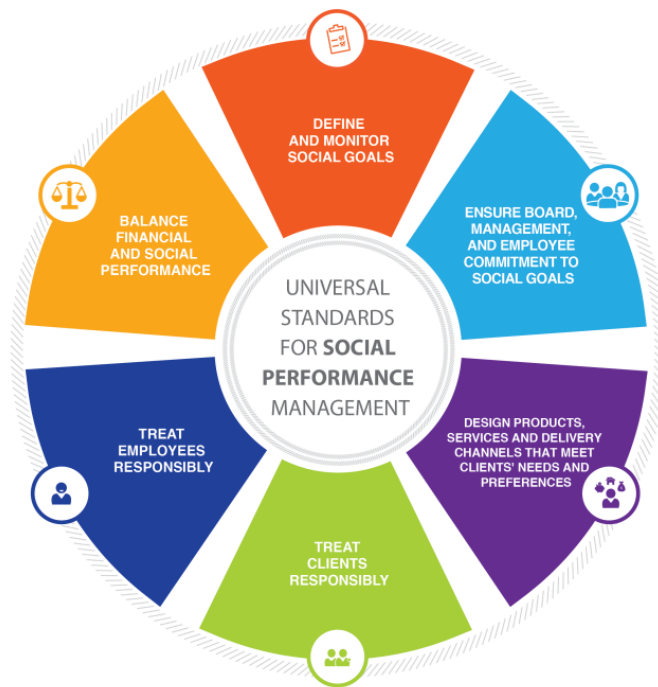 DEFINE
AND MONITOR
SOCIAL GOALS
ENSURE BOARD,
MANAGEMENT,
AND EMPLOYEE
COMMITMENT TO
SOCIAL GOALS
DESIGN PRODUCTS,
SERVICES AND DELIVERY
CHANNELS THAT MEET
CLIENTS' NEEDS AND
PREFERENCES
TREAT
CLIENTS
RESPONSIBLY
TREAT
EMPLOYEES
RESPONSIBLY
BALANCE
FINANCIAL
AND SOCIAL
PERFORMANCE
UNIVERSAL
STANDARDS
FOR SOCIAL
PERFORMANCE
MANAGEMENT